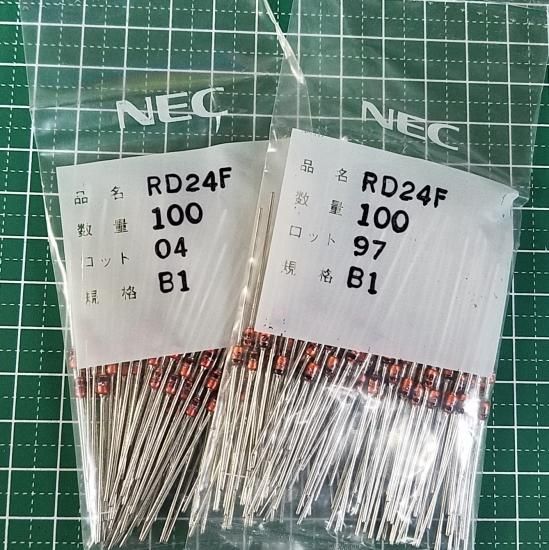 NEC
品名 RD24F
数量 100
ロット 04
規格 B1
NEC
品名 RD24F
数量 100
ロット 97
規格 B1